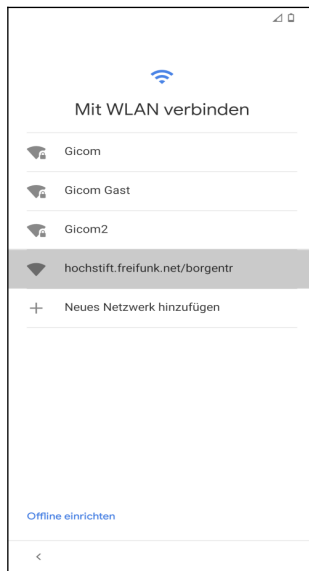 Mit WLAN verbinden
Gicom
Gicom Gast
Gicom2
hochstift.freifunk.net/borgentr
Neues Netzwerk hinzufügen
Offline einrichten